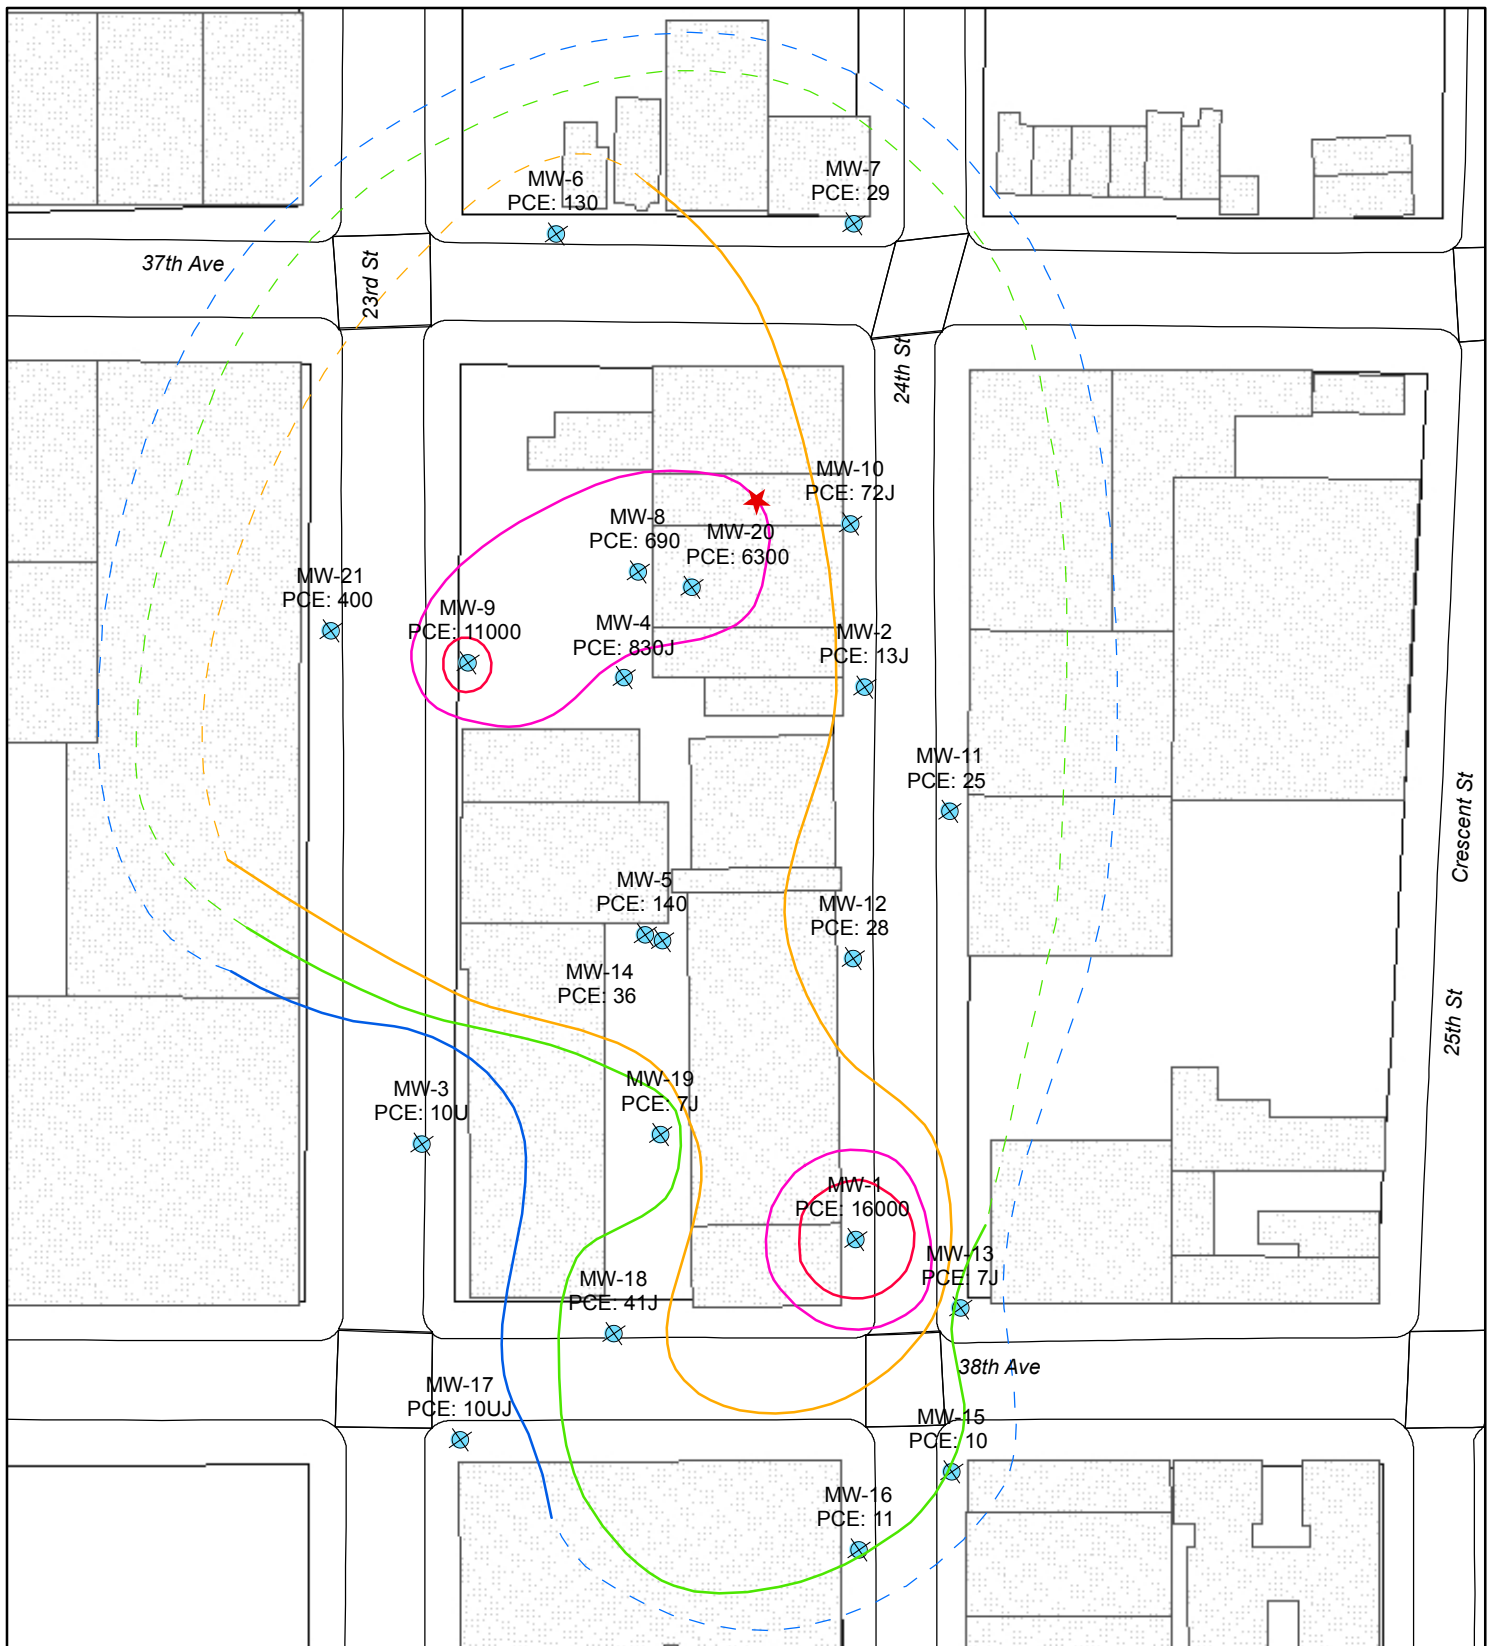 MW-6
PCE: 130
MW-7
PCE: 29
37th Ave
23rd St
24th St
MW-10
PCE: 72J
MW-8
PCE: 690
MW-20
PCE: 6300
MW-21
PCE: 400
MW-9
PCE: 11000
MW-4
PCE: 830J
MW-2
PCE: 13J
MW-11
PCE: 25
Crescent St
MW-5
PCE: 140
MW-12
PCE: 28
MW-14
PCE: 36
25th St
MW-3
PCE: 10U
MW-19
PCE: 7J
MW-1
PCE: 16000
MW-13
PCE: 7J
MW-18
PCE: 41J
38th Ave
MW-17
PCE: 10UJ
MW-15
PCE: 10
MW-16
PCE: 11